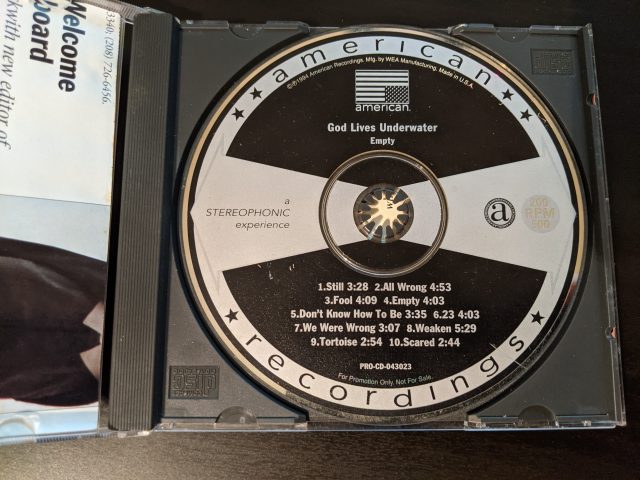 5340; (208) 726-6456.
Welcome
Board
with new editor of
american
©℗1994 American Recordings. Mfg. by WEA Manufacturing. Made in U.S.A.
american.
God Lives Underwater
Empty
a
STEREOPHONIC
experience
a
200
RPM
500
1.Still 3:28 2.All Wrong 4:53
3.Fool 4:09 4.Empty 4:03
5.Don't Know How To Be 3:35 6.23 4:03
7.We Were Wrong 3:07 8.Weaken 5:29
9.Tortoise 2:54 10.Scared 2:44
PRO-CD-043023
For Promotion Only. Not For Sale.
recordings
COMPACT
disc